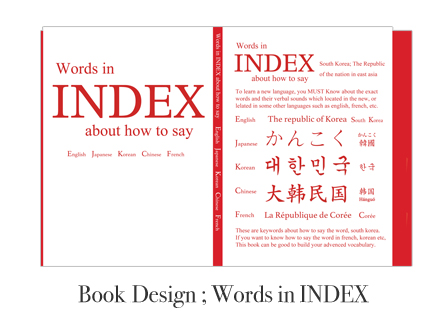 Words in
INDEX
about how to say
English Japanese Korean Chinese French
Words in INDEX about how to say English Japanese Korean Chinese French
Words in
INDEX
about how to say
South Korea; The Republic
of the nation in east asia
To learn a new language, you MUST Know about the exact
words and their verbal sounds which located in the new, or
related in some other languages such as english, french, etc.
English The republic of Korea South Korea
Japanese かんこく かんこく 韓國
Korean 대한민국 한국
Chinese 大韩民国 韩国 Hánguó
French La République de Corée Corée
These are keywords about how to say the word, south korea.
If you want to know how to say the word in french, korean etc,
This book can be good to build your advanced vocabulary.
Book Design ; Words in INDEX